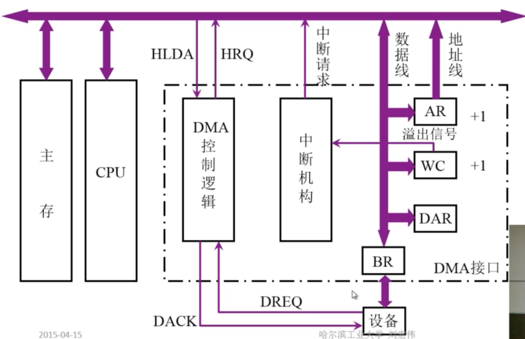 HLDA
HRQ
中断请求
数据线
地址线
主存
CPU
DMA控制逻辑
中断机构
AR
+1
溢出信号
WC
+1
DAR
BR
DMA接口
DREQ
DACK
设备
2015-04-15
哈尔滨工业大学